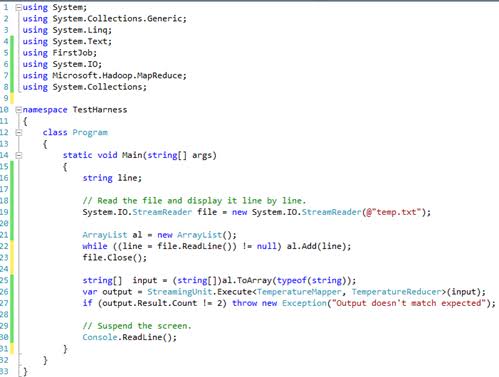 1 using System;
2 using System.Collections.Generic;
3 using System.Linq;
4 using System.Text;
5 using FirstJob;
6 using System.IO;
7 using Microsoft.Hadoop.MapReduce;
8 using System.Collections;
9
10 namespace TestHarness
11 {
12 class Program
13 {
14 static void Main(string[] args)
15 {
16 string line;
17
18 // Read the file and display it line by line.
19 System.IO.StreamReader file = new System.IO.StreamReader(@"temp.txt");
20
21 ArrayList al = new ArrayList();
22 while ((line = file.ReadLine()) != null) al.Add(line);
23 file.Close();
24
25 string[]  input = (string[])al.ToArray(typeof(string));
26 var output = StreamingUnit.Execute<TemperatureMapper, TemperatureReducer>(input);
27 if (output.Result.Count != 2) throw new Exception("Output doesn't match expected");
28
29 // Suspend the screen.
30 Console.ReadLine();
31 }
32 }
33 }